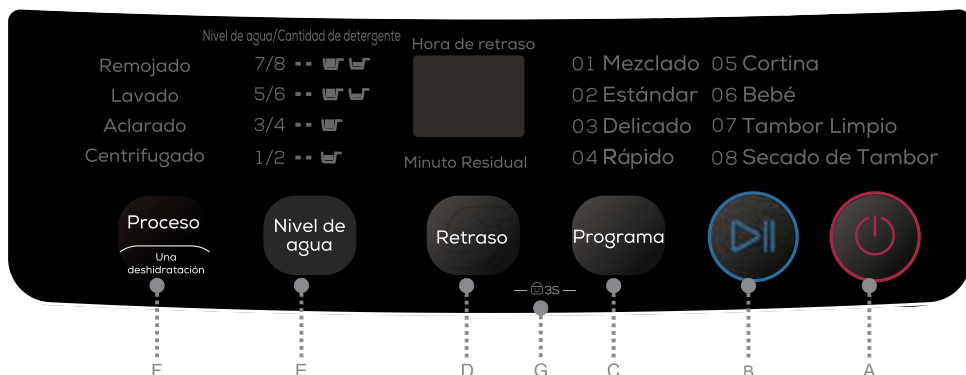 Nivel de agua/Cantidad de detergente
Hora de retraso
Remojado
Lavado
Aclarado
Centrifugado
7/8
5/6
3/4
1/2
Minuto Residual
01 Mezclado
02 Estándar
03 Delicado
04 Rápido
05 Cortina
06 Bebé
07 Tambor Limpio
08 Secado de Tambor
Proceso
Una
deshidratación
Nivel de
agua
Retraso
Programa
3S
F
E
D
G
C
B
A